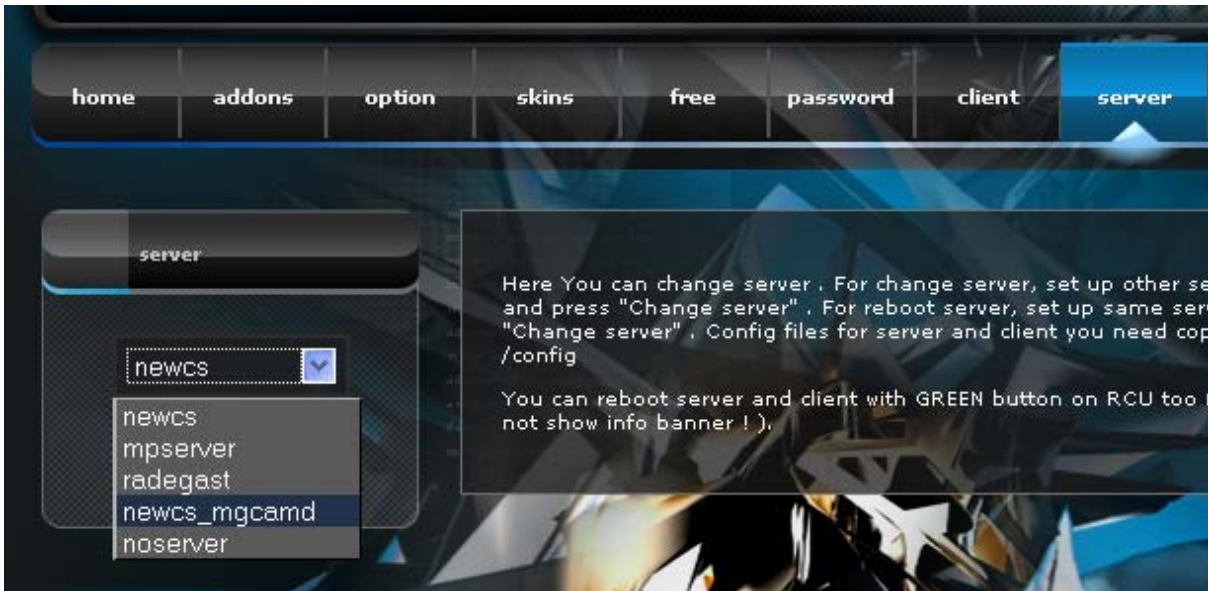 home addons option skins free password client server
server
newcs
newcs
mpserver
radegast
newcs_mgcamd
noserver
Here You can change server . For change server, set up other se
and press "Change server" . For reboot server, set up same ser
"Change server" . Config files for server and client you need cop
/config
You can reboot server and client with GREEN button on RCU too
not show info banner ! ).